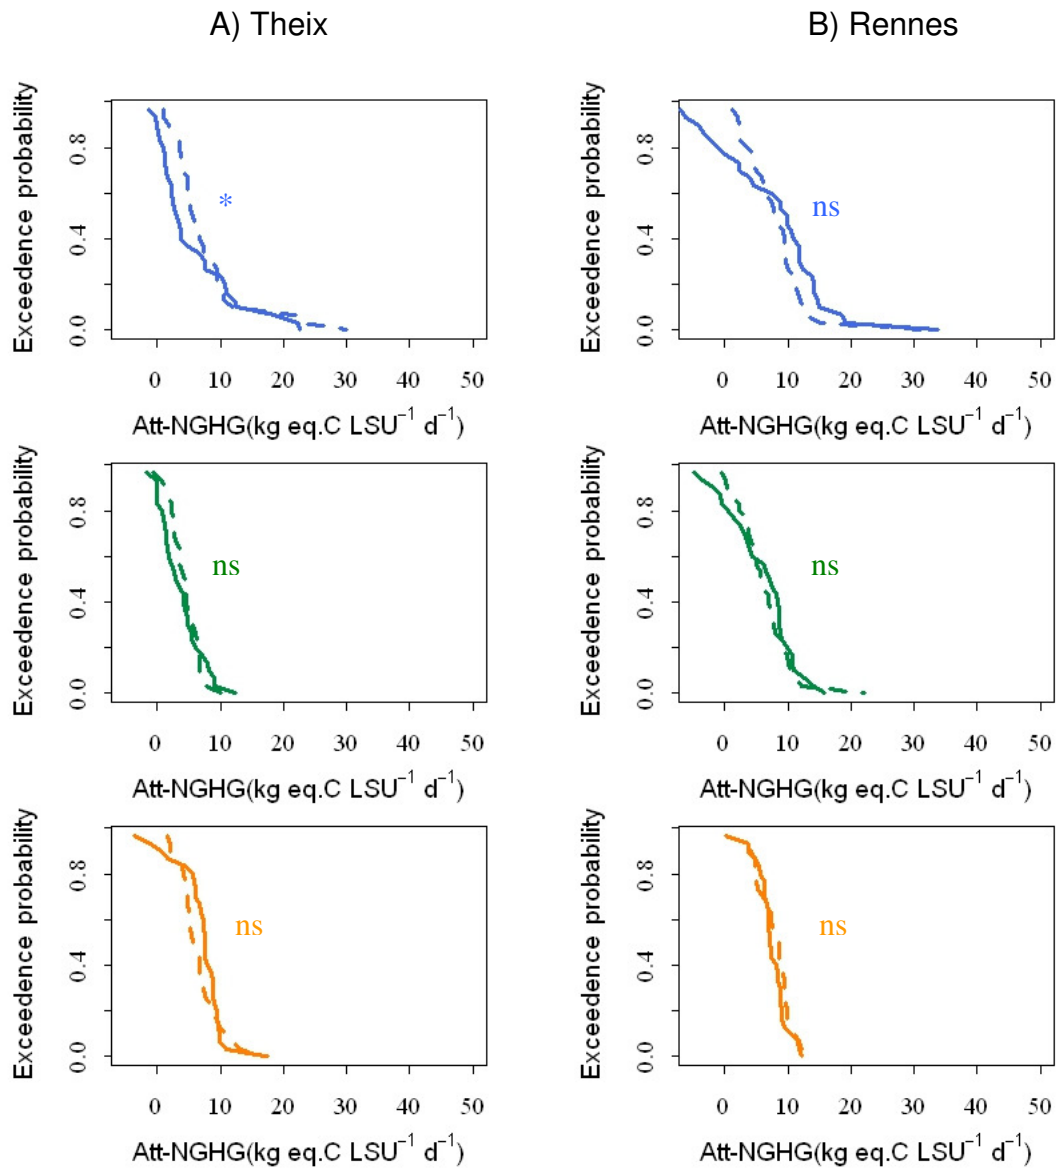 A) Theix
B) Rennes
Exceedence probability
0.0 0.4 0.8
*
0 10 20 30 40 50
Att-NGHG(kg eq.C LSU⁻¹ d⁻¹)
Exceedence probability
0.0 0.4 0.8
ns
0 10 20 30 40 50
Att-NGHG(kg eq.C LSU⁻¹ d⁻¹)
Exceedence probability
0.0 0.4 0.8
ns
0 10 20 30 40 50
Att-NGHG(kg eq.C LSU⁻¹ d⁻¹)
Exceedence probability
0.0 0.4 0.8
ns
0 10 20 30 40 50
Att-NGHG(kg eq.C LSU⁻¹ d⁻¹)
Exceedence probability
0.0 0.4 0.8
ns
0 10 20 30 40 50
Att-NGHG(kg eq.C LSU⁻¹ d⁻¹)
Exceedence probability
0.0 0.4 0.8
ns
0 10 20 30 40 50
Att-NGHG(kg eq.C LSU⁻¹ d⁻¹)